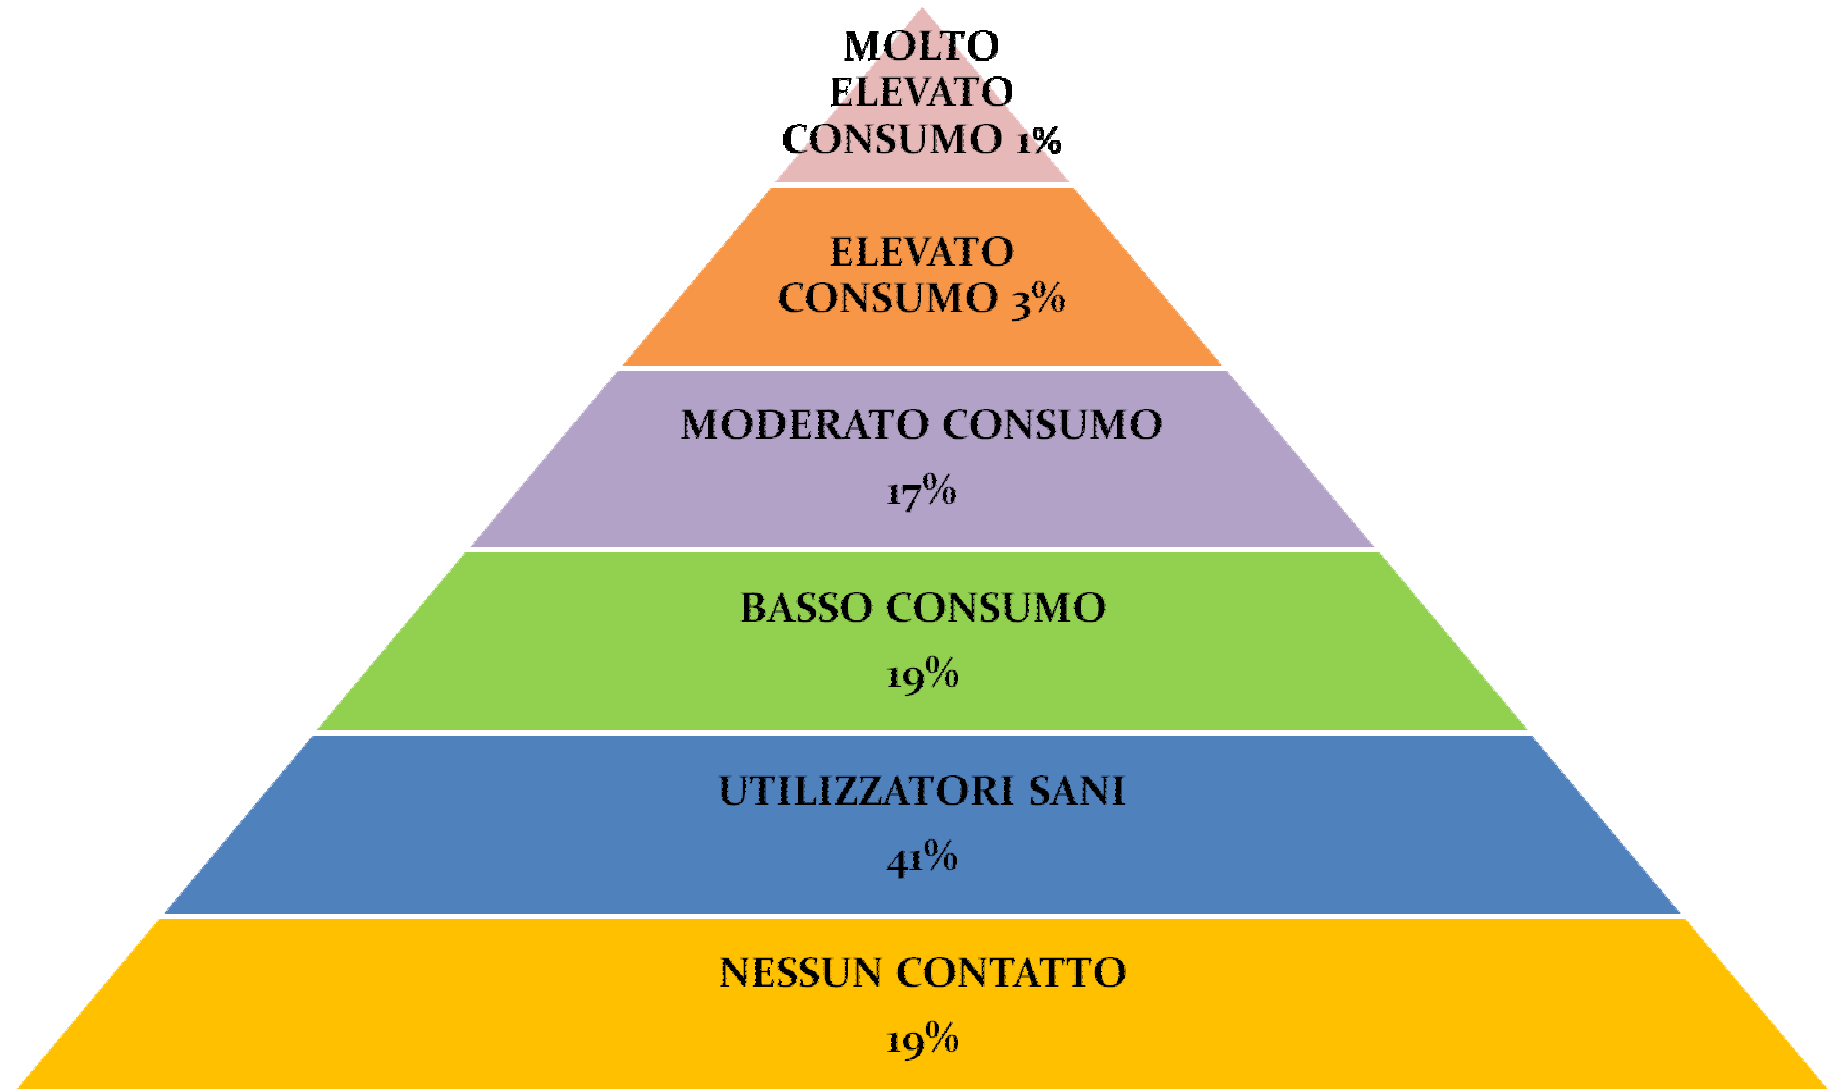 MOLTO
ELEVATO
CONSUMO 1%
ELEVATO
CONSUMO 3%
MODERATO CONSUMO
17%
BASSO CONSUMO
19%
UTILIZZATORI SANI
41%
NESSUN CONTATTO
19%